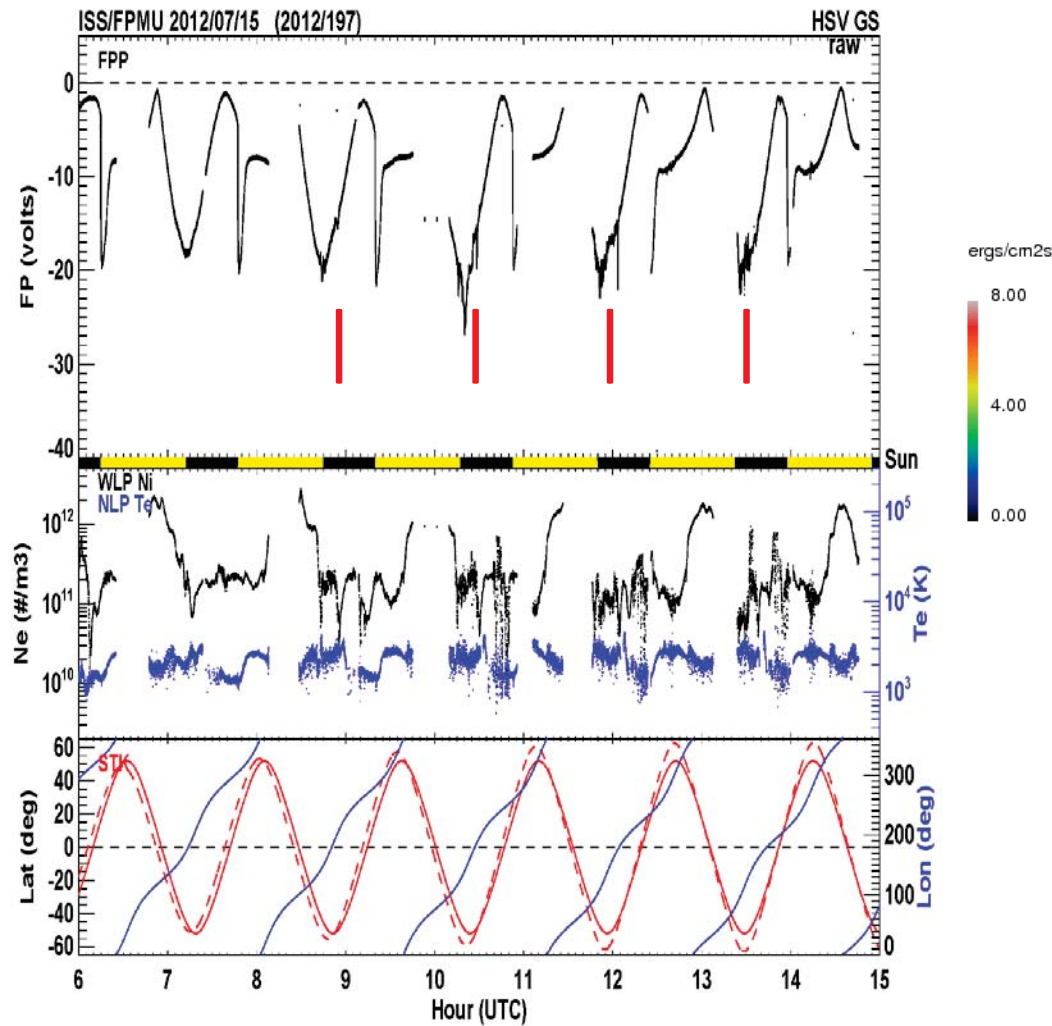 ISS/FPMU 2012/07/15 (2012/197) HSV GS
raw
FPP
0
-10
-20
-30
-40
FP (volts)
ergs/cm2s
8.00
4.00
0.00
Sun
WLP Ni
NLP Te
10^12
10^11
10^10
Ne (#/m3)
10^5
10^4
10^3
Te (K)
STK
60
40
20
0
-20
-40
-60
Lat (deg)
300
200
100
0
Lon (deg)
6 7 8 9 10 11 12 13 14 15
Hour (UTC)